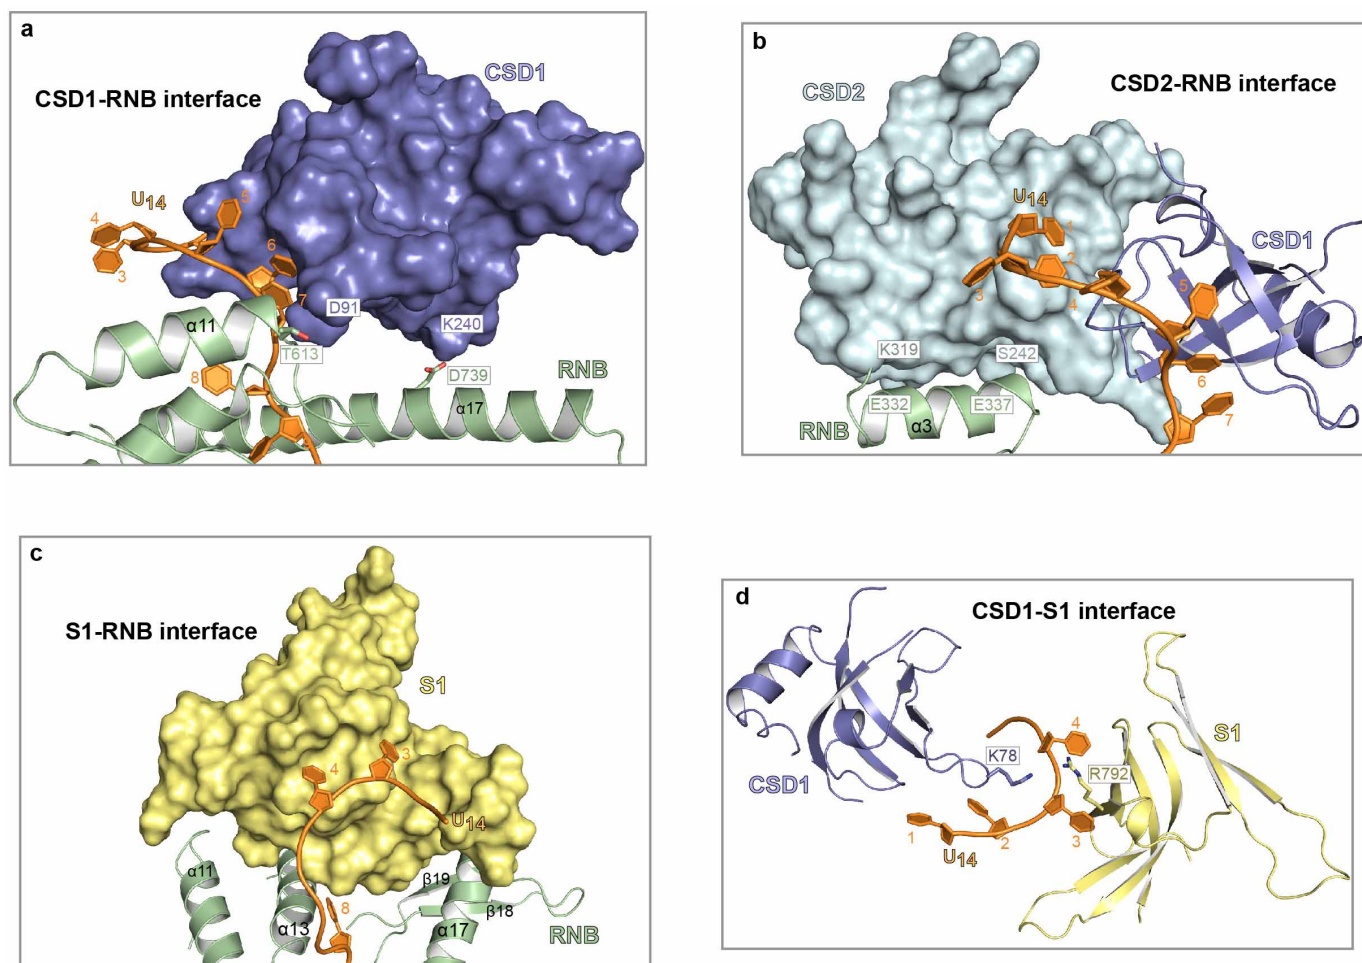 a
CSD1
CSD1-RNB interface
U14
5
4
3
6
7
D91
K240
α11
T613
8
D739
RNB
α17
b
CSD2-RNB interface
CSD2
U14
1
CSD1
2
3
4
5
K319
S242
6
E332
E337
7
RNB
α3
c
S1-RNB interface
S1
3
4
U14
α11
β19
8
β18
α13
α17
RNB
d
CSD1-S1 interface
4
S1
K78
R792
CSD1
1
2
3
U14